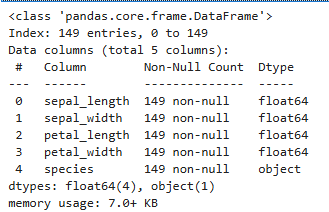 <class 'pandas.core.frame.DataFrame'>
Index: 149 entries, 0 to 149
Data columns (total 5 columns):
 #   Column        Non-Null Count  Dtype
---  ------        --------------  -----
 0   sepal_length  149 non-null    float64
 1   sepal_width   149 non-null    float64
 2   petal_length  149 non-null    float64
 3   petal_width   149 non-null    float64
 4   species       149 non-null    object
dtypes: float64(4), object(1)
memory usage: 7.0+ KB